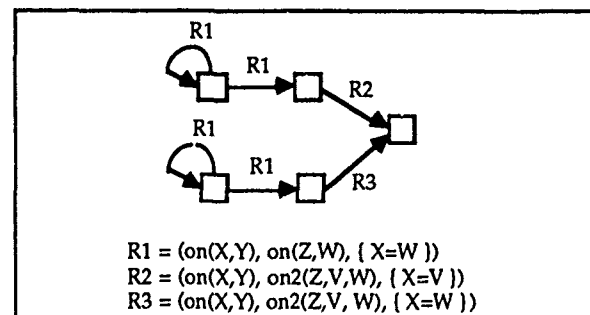 R1
R1
R2
R1
R1
R3
R1 = (on(X,Y), on(Z,W), { X=W })
R2 = (on(X,Y), on2(Z,V,W), { X=V })
R3 = (on(X,Y), on2(Z,V, W), { X=W })